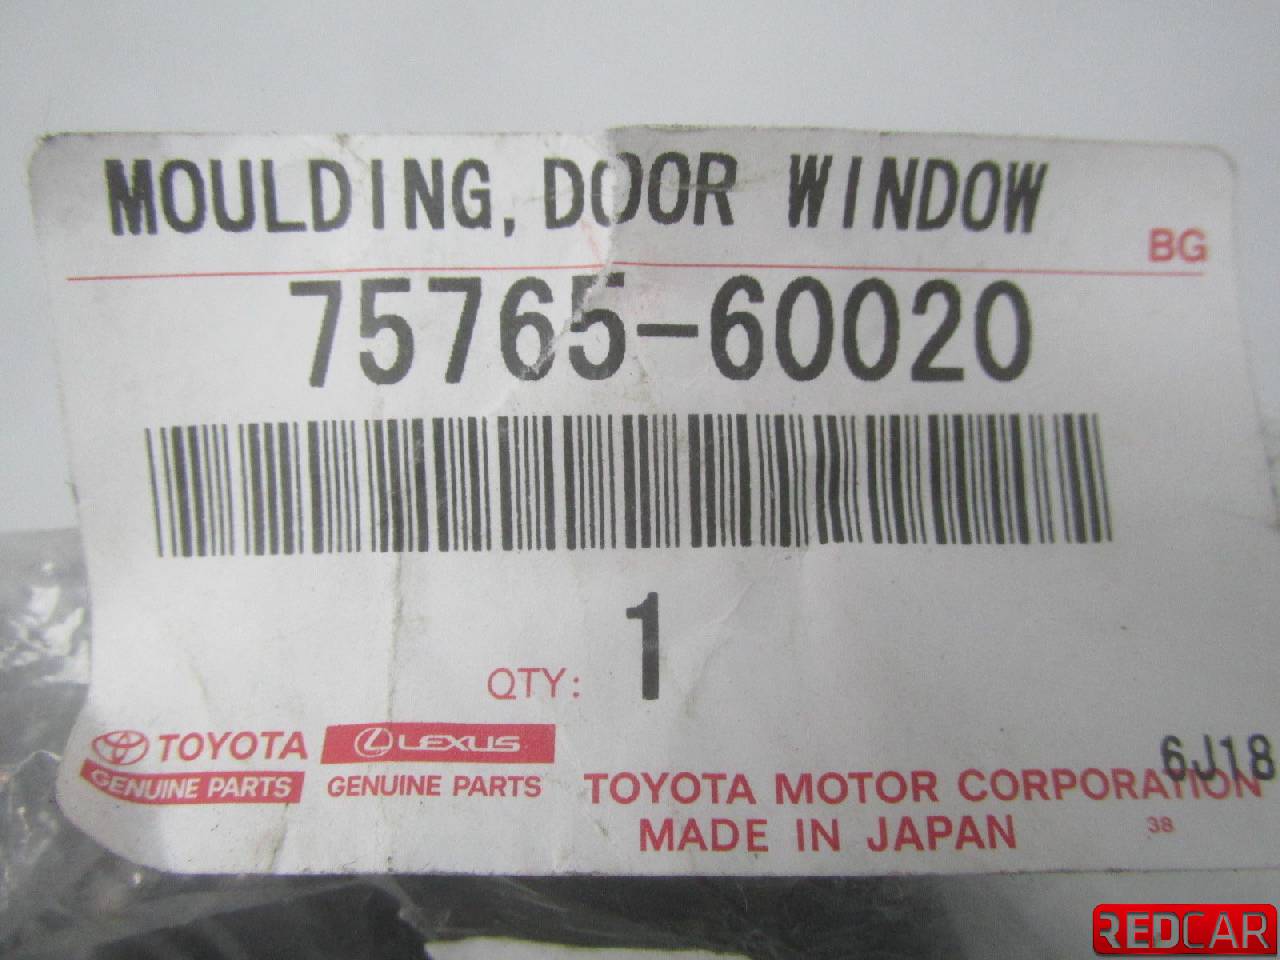 MOULDING, DOOR WINDOW
BG
75765-60020
QTY: 1
TOYOTA
GENUINE PARTS
LEXUS
GENUINE PARTS
6J18
TOYOTA MOTOR CORPORATION
MADE IN JAPAN
38
REDCAR